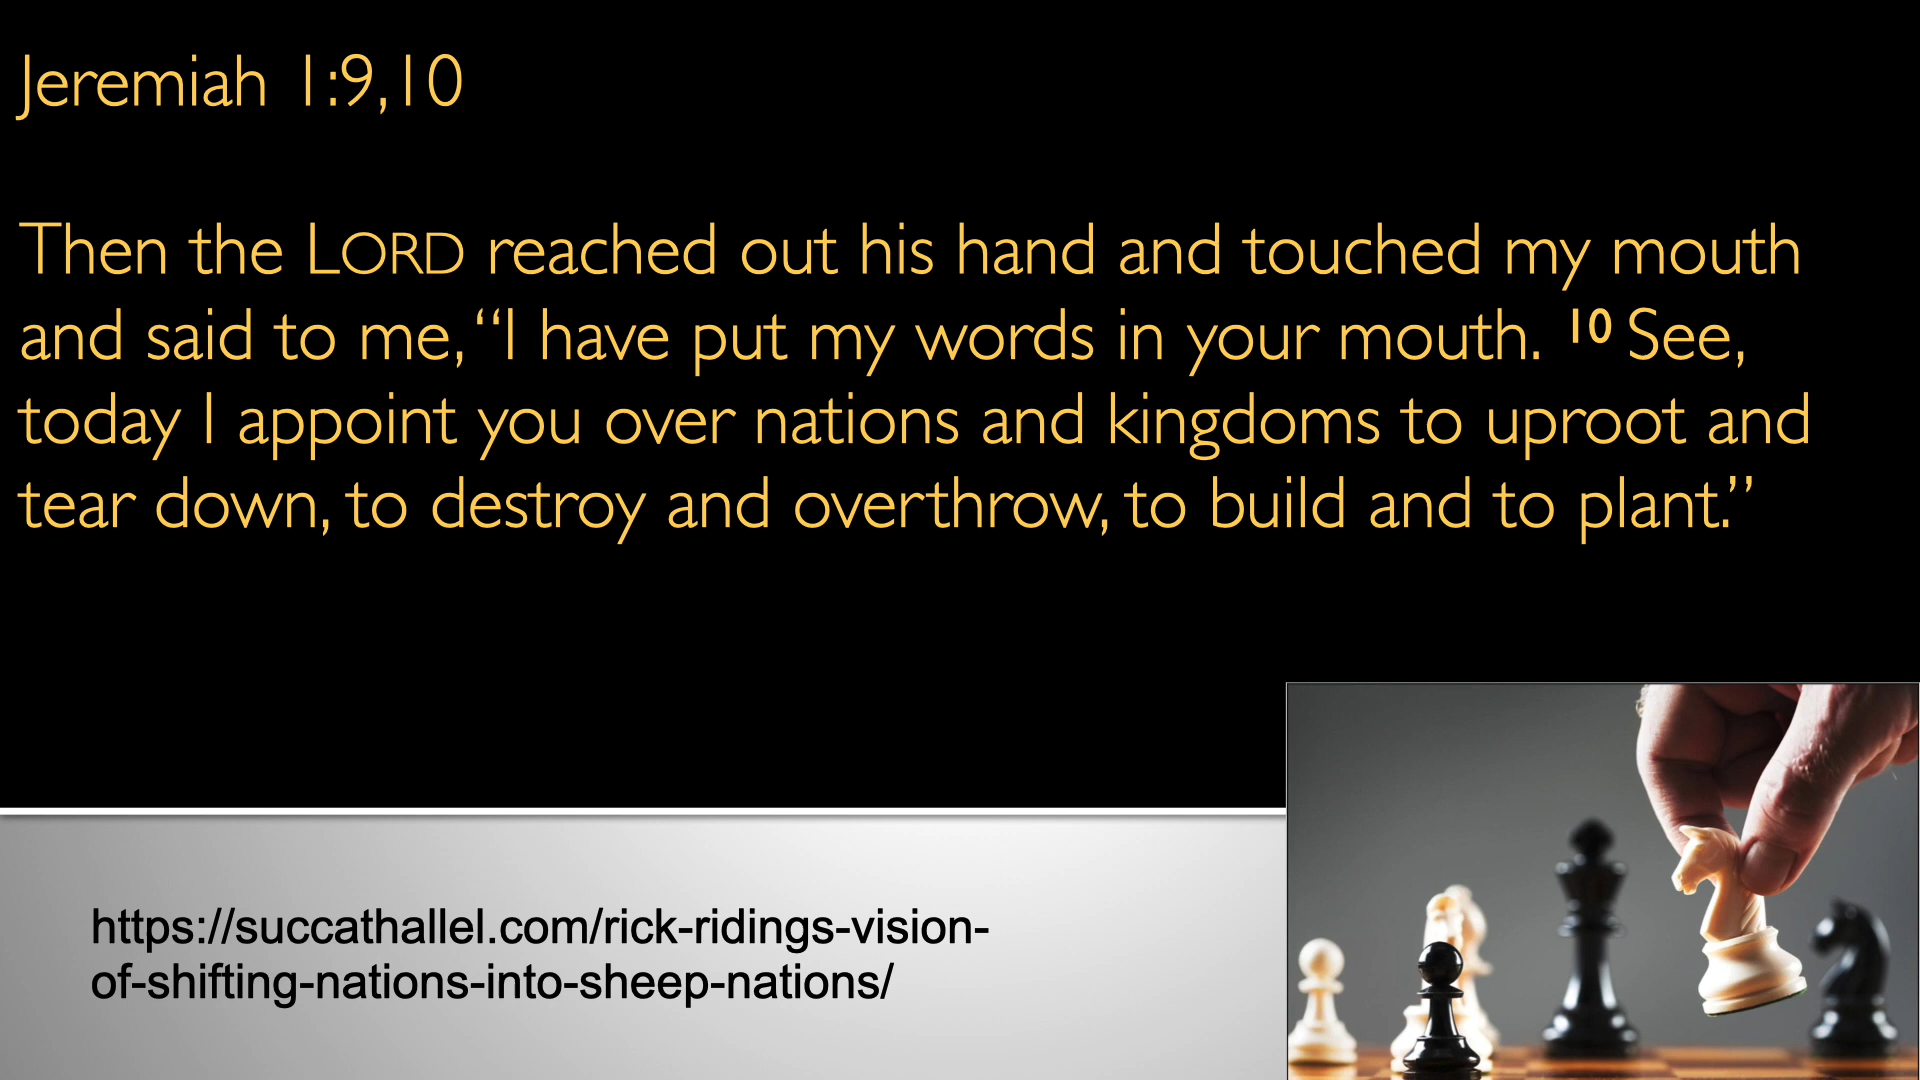 Jeremiah 1:9,10
Then the LORD reached out his hand and touched my mouth
and said to me, “I have put my words in your mouth. 10 See,
today I appoint you over nations and kingdoms to uproot and
tear down, to destroy and overthrow, to build and to plant.”
https://succathallel.com/rick-ridings-vision-
of-shifting-nations-into-sheep-nations/